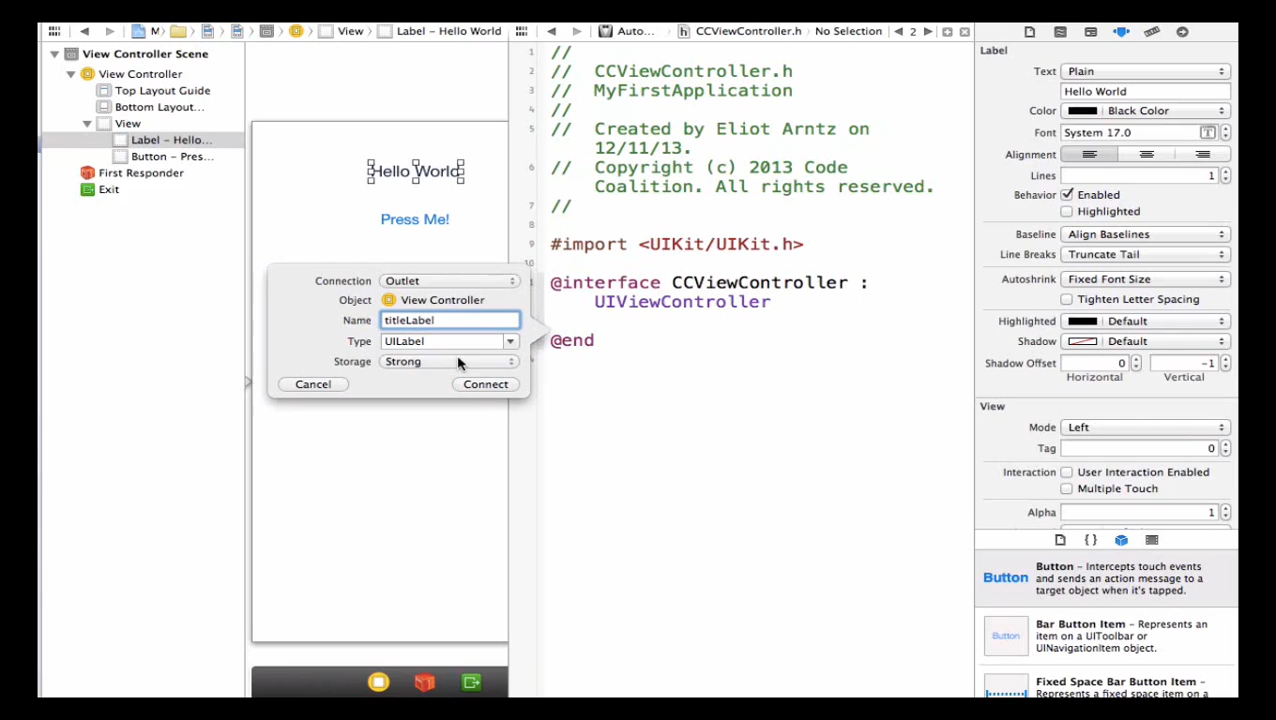 M
View
Label – Hello World
Auto...
CCViewController.h
No Selection
2
View Controller Scene
View Controller
Top Layout Guide
Bottom Layout...
View
Label – Hello...
Button – Pres...
First Responder
Exit
Hello World
Press Me!
Connection
Outlet
Object
View Controller
Name
titleLabel
Type
UILabel
Storage
Strong
Cancel
Connect
1
//
2
// CCViewController.h
3
// MyFirstApplication
4
//
5
// Created by Eliot Arntz on
12/11/13.
6
// Copyright (c) 2013 Code
Coalition. All rights reserved.
7
//
8
9
#import <UIKit/UIKit.h>
10
@interface CCViewController :
UIViewController
@end
Label
Text
Plain
Hello World
Color
Black Color
Font
System 17.0
T
Alignment
Lines
1
Behavior
Enabled
Highlighted
Baseline
Align Baselines
Line Breaks
Truncate Tail
Autoshrink
Fixed Font Size
Tighten Letter Spacing
Highlighted
Default
Shadow
Default
Shadow Offset
0
−1
Horizontal
Vertical
View
Mode
Left
Tag
0
Interaction
User Interaction Enabled
Multiple Touch
Alpha
1
{ }
Button
Button – Intercepts touch events
and sends an action message to a
target object when it's tapped.
Button
Bar Button Item – Represents an
item on a UIToolbar or
UINavigationItem object.
Fixed Space Bar Button Item –
Represents a fixed space item on a